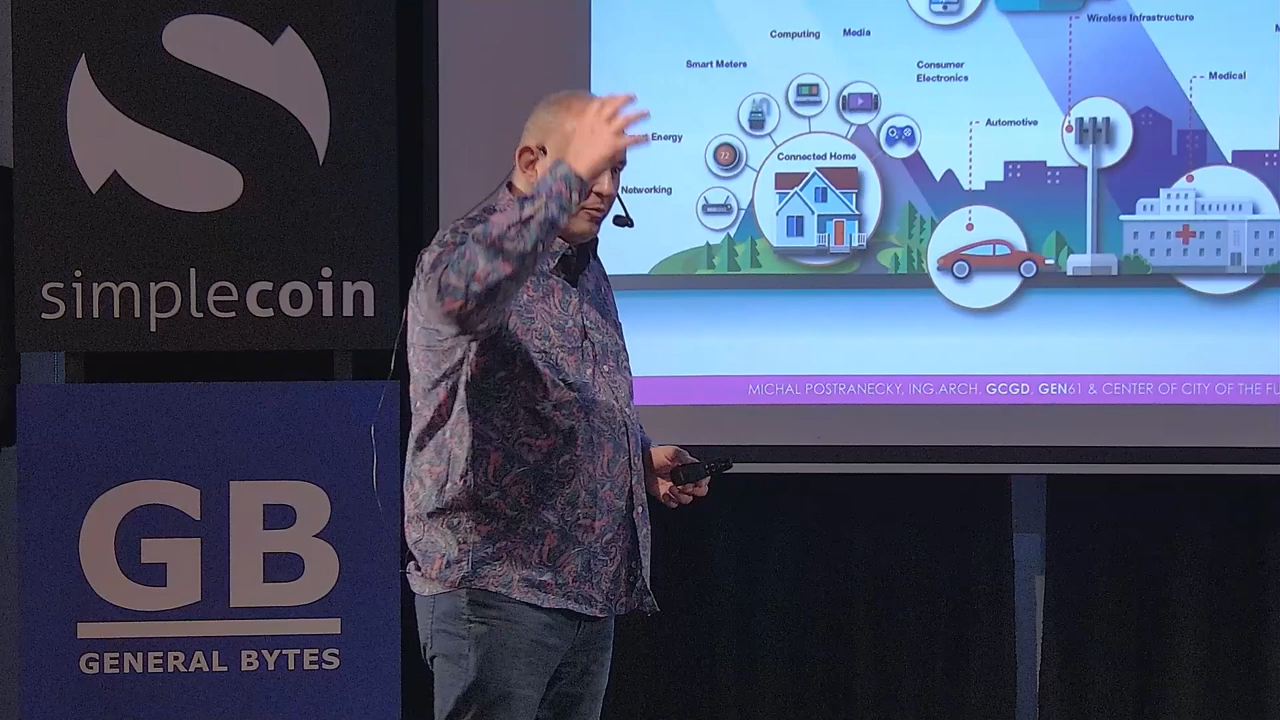 simplecoin
GB
GENERAL BYTES
Computing
Media
Wireless Infrastructure
Smart Meters
Consumer
Electronics
Medical
Automotive
Energy
72
Connected Home
Networking
MICHAL POSTRANECKY, ING.ARCH, GCGD, GEN61 & CENTER OF CITY OF THE